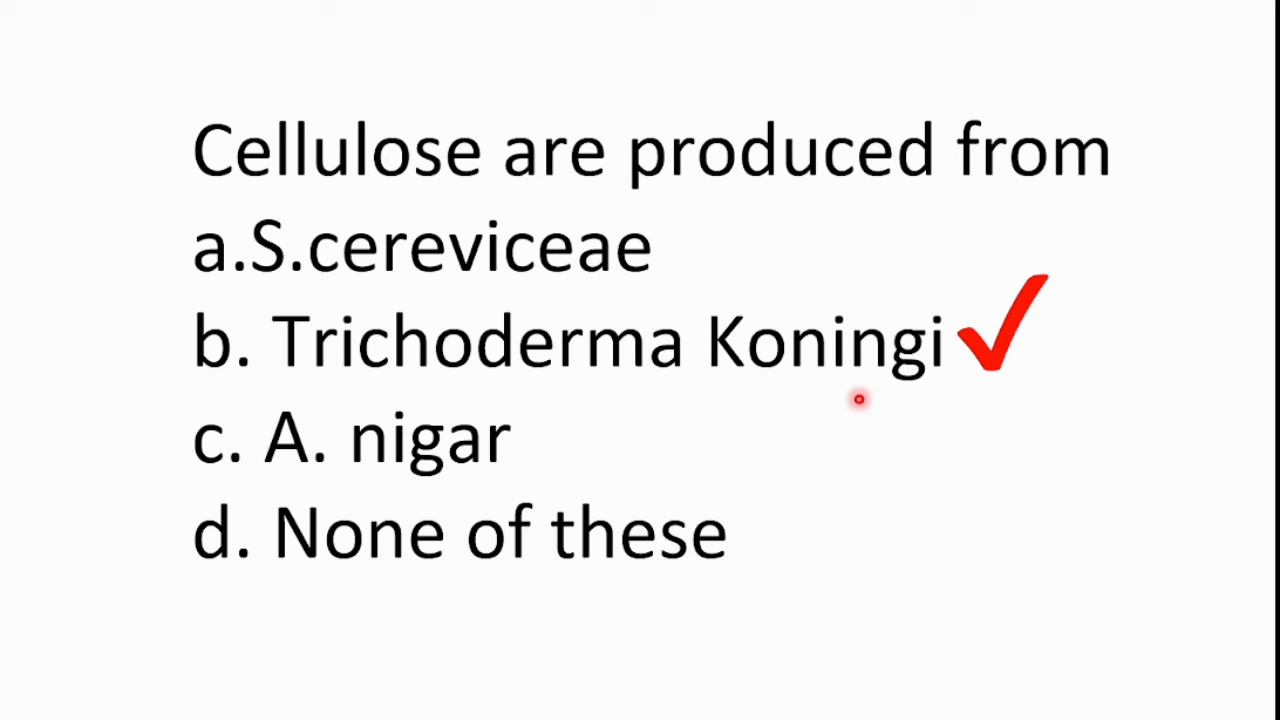 Cellulose are produced from
a.S.cereviceae
b. Trichoderma Koningi
c. A. nigar
d. None of these